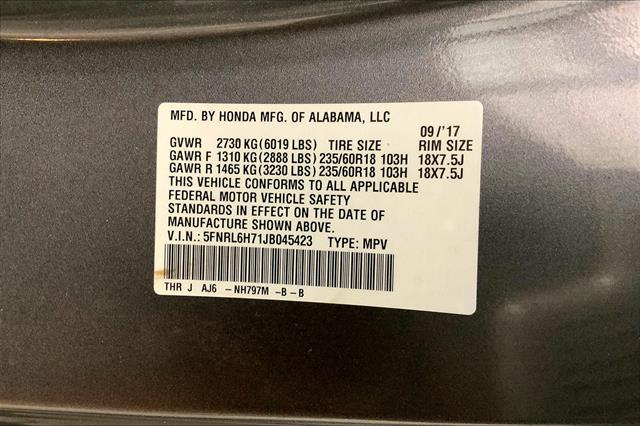 MFD. BY HONDA MFG. OF ALABAMA, LLC
09/'17
GVWR 2730 KG(6019 LBS) TIRE SIZE RIM SIZE
GAWR F 1310 KG(2888 LBS) 235/60R18 103H 18X7.5J
GAWR R 1465 KG(3230 LBS) 235/60R18 103H 18X7.5J
THIS VEHICLE CONFORMS TO ALL APPLICABLE
FEDERAL MOTOR VEHICLE SAFETY
STANDARDS IN EFFECT ON THE DATE OF
MANUFACTURE SHOWN ABOVE.
V.I.N.: 5FNRL6H71JB045423 TYPE: MPV
THR J AJ6 -NH797M -B-B